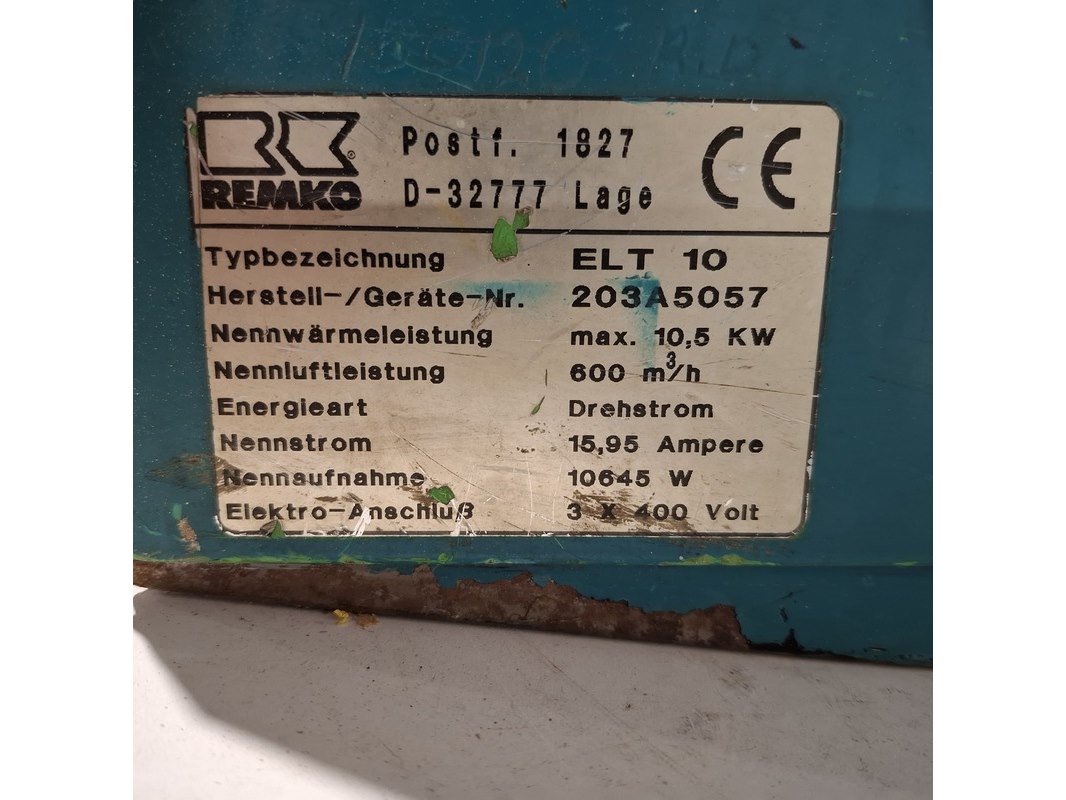 REMKO
Postf. 1827
D-32777 Lage
CE
Typbezeichnung ELT 10
Herstell-/Geräte-Nr. 203A5057
Nennwärmeleistung max. 10,5 KW
Nennluftleistung 600 m³/h
Energieart Drehstrom
Nennstrom 15,95 Ampere
Nennaufnahme 10645 W
Elektro-Anschluß 3 X 400 Volt